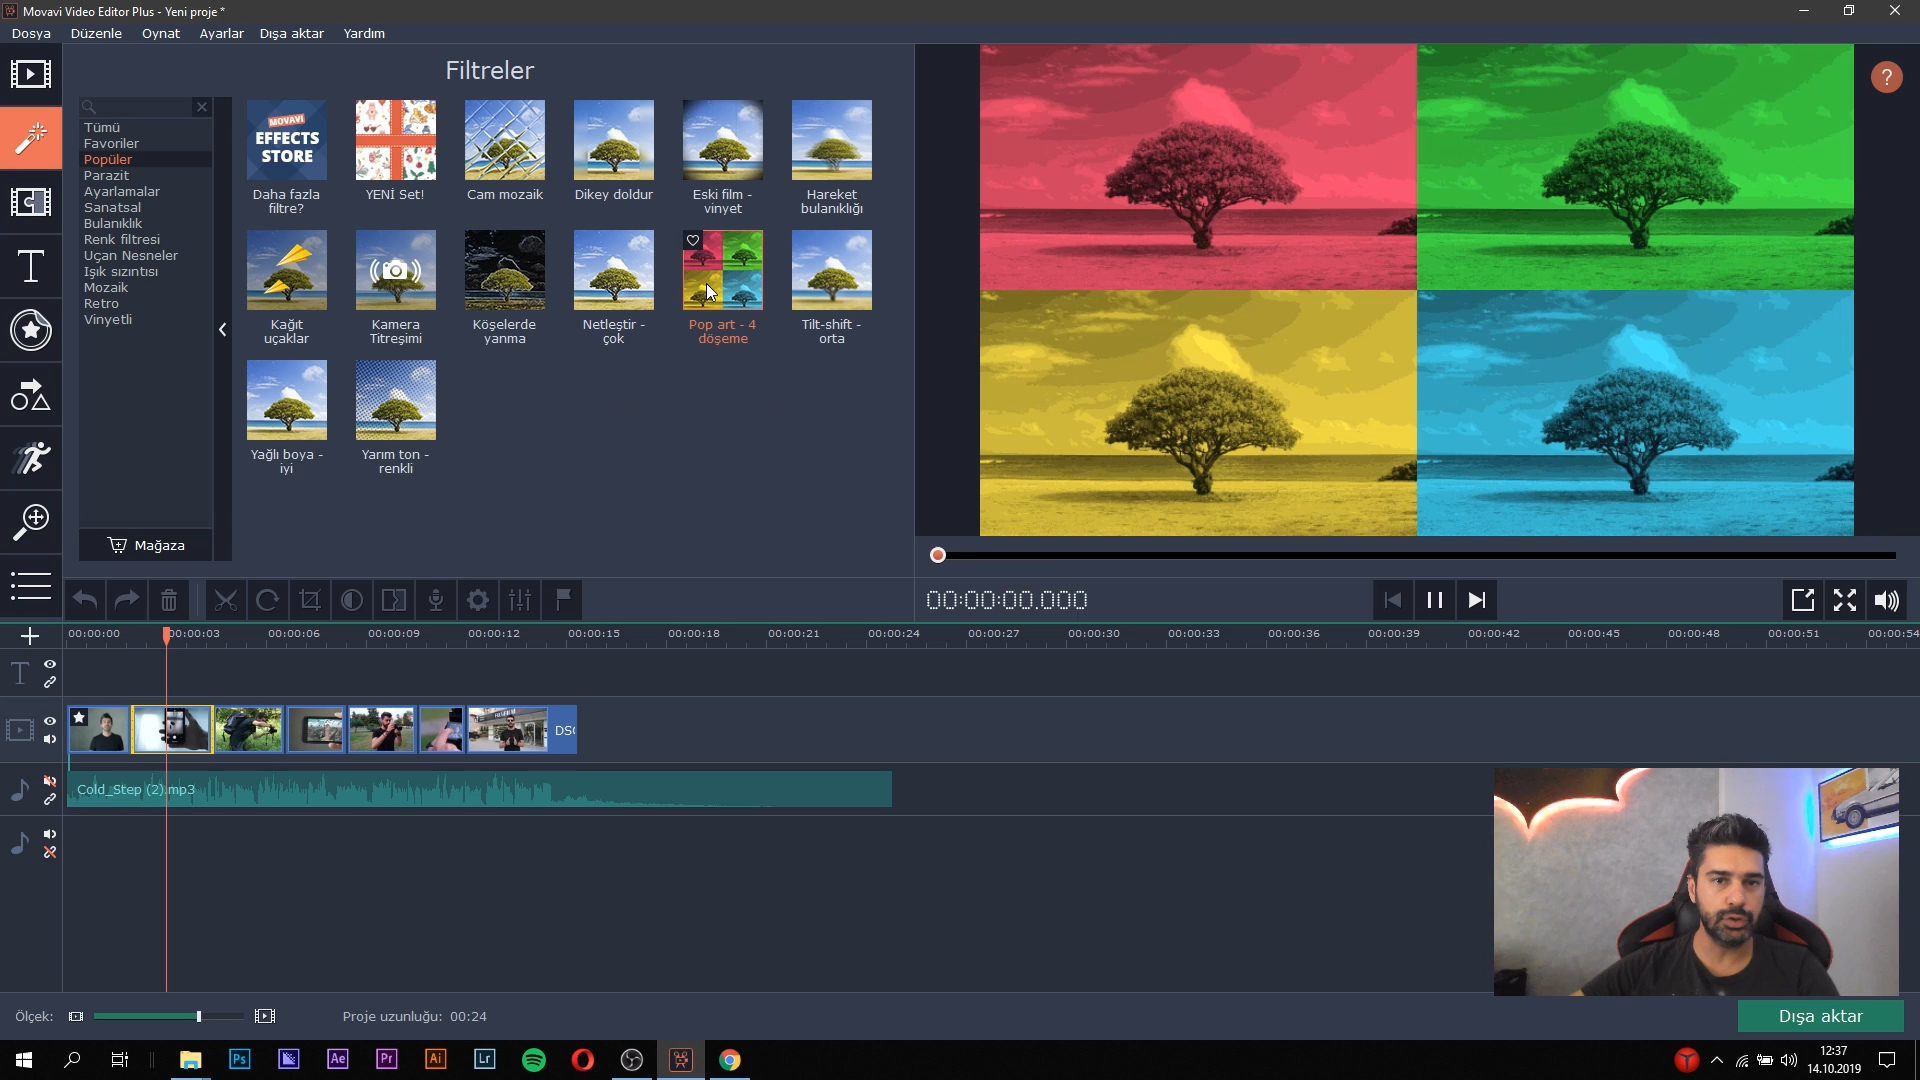 Movavi Video Editor Plus - Yeni proje *
Dosya Düzenle Oynat Ayarlar Dışa aktar Yardım
Filtreler
Tümü
Favoriler
Popüler
Parazit
Ayarlamalar
Sanatsal
Bulanıklık
Renk filtresi
Uçan Nesneler
Işık sızıntısı
Mozaik
Retro
Vinyetli
Mağaza
MOVAVI
EFFECTS
STORE
Daha fazla
filtre?
YENİ Set!
Cam mozaik
Dikey doldur
Eski film -
vinyet
Hareket
bulanıklığı
Kağıt
uçaklar
Kamera
Titreşimi
Köşelerde
yanma
Netleştir -
çok
Pop art - 4
döşeme
Tilt-shift -
orta
Yağlı boya -
iyi
Yarım ton -
renkli
?
00:00:00.000
00:00:00 00:00:03 00:00:06 00:00:09 00:00:12 00:00:15 00:00:18 00:00:21 00:00:24 00:00:27 00:00:30 00:00:33 00:00:36 00:00:39 00:00:42 00:00:45 00:00:48 00:00:51 00:00:54
DS
Cold_Step (2).mp3
Ölçek:
Proje uzunluğu: 00:24
Dışa aktar
Ps Ae Pr Ai Lr
12:37
14.10.2019